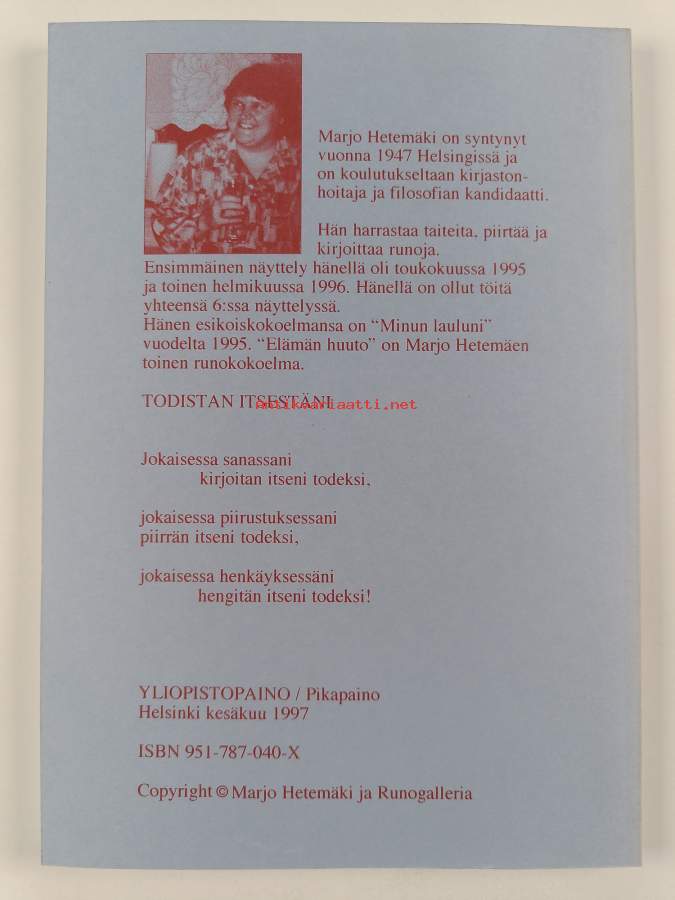 Marjo Hetemäki on syntynyt
vuonna 1947 Helsingissä ja
on koulutukseltaan kirjaston-
hoitaja ja filosofian kandidaatti.
Hän harrastaa taiteita, piirtää ja
kirjoittaa runoja.
Ensimmäinen näyttely hänellä oli toukokuussa 1995
ja toinen helmikuussa 1996. Hänellä on ollut töitä
yhteensä 6:ssa näyttelyssä.
Hänen esikoiskokoelmansa on “Minun lauluni”
vuodelta 1995. “Elämän huuto” on Marjo Hetemäen
toinen runokokoelma.
TODISTAN ITSESTÄNI
antikvariaatti.net
Jokaisessa sanassani
kirjoitan itseni todeksi,
jokaisessa piirustuksessani
piirrän itseni todeksi,
jokaisessa henkäyksessäni
hengitän itseni todeksi!
YLIOPISTOPAINO / Pikapaino
Helsinki kesäkuu 1997
ISBN 951-787-040-X
Copyright © Marjo Hetemäki ja Runogalleria